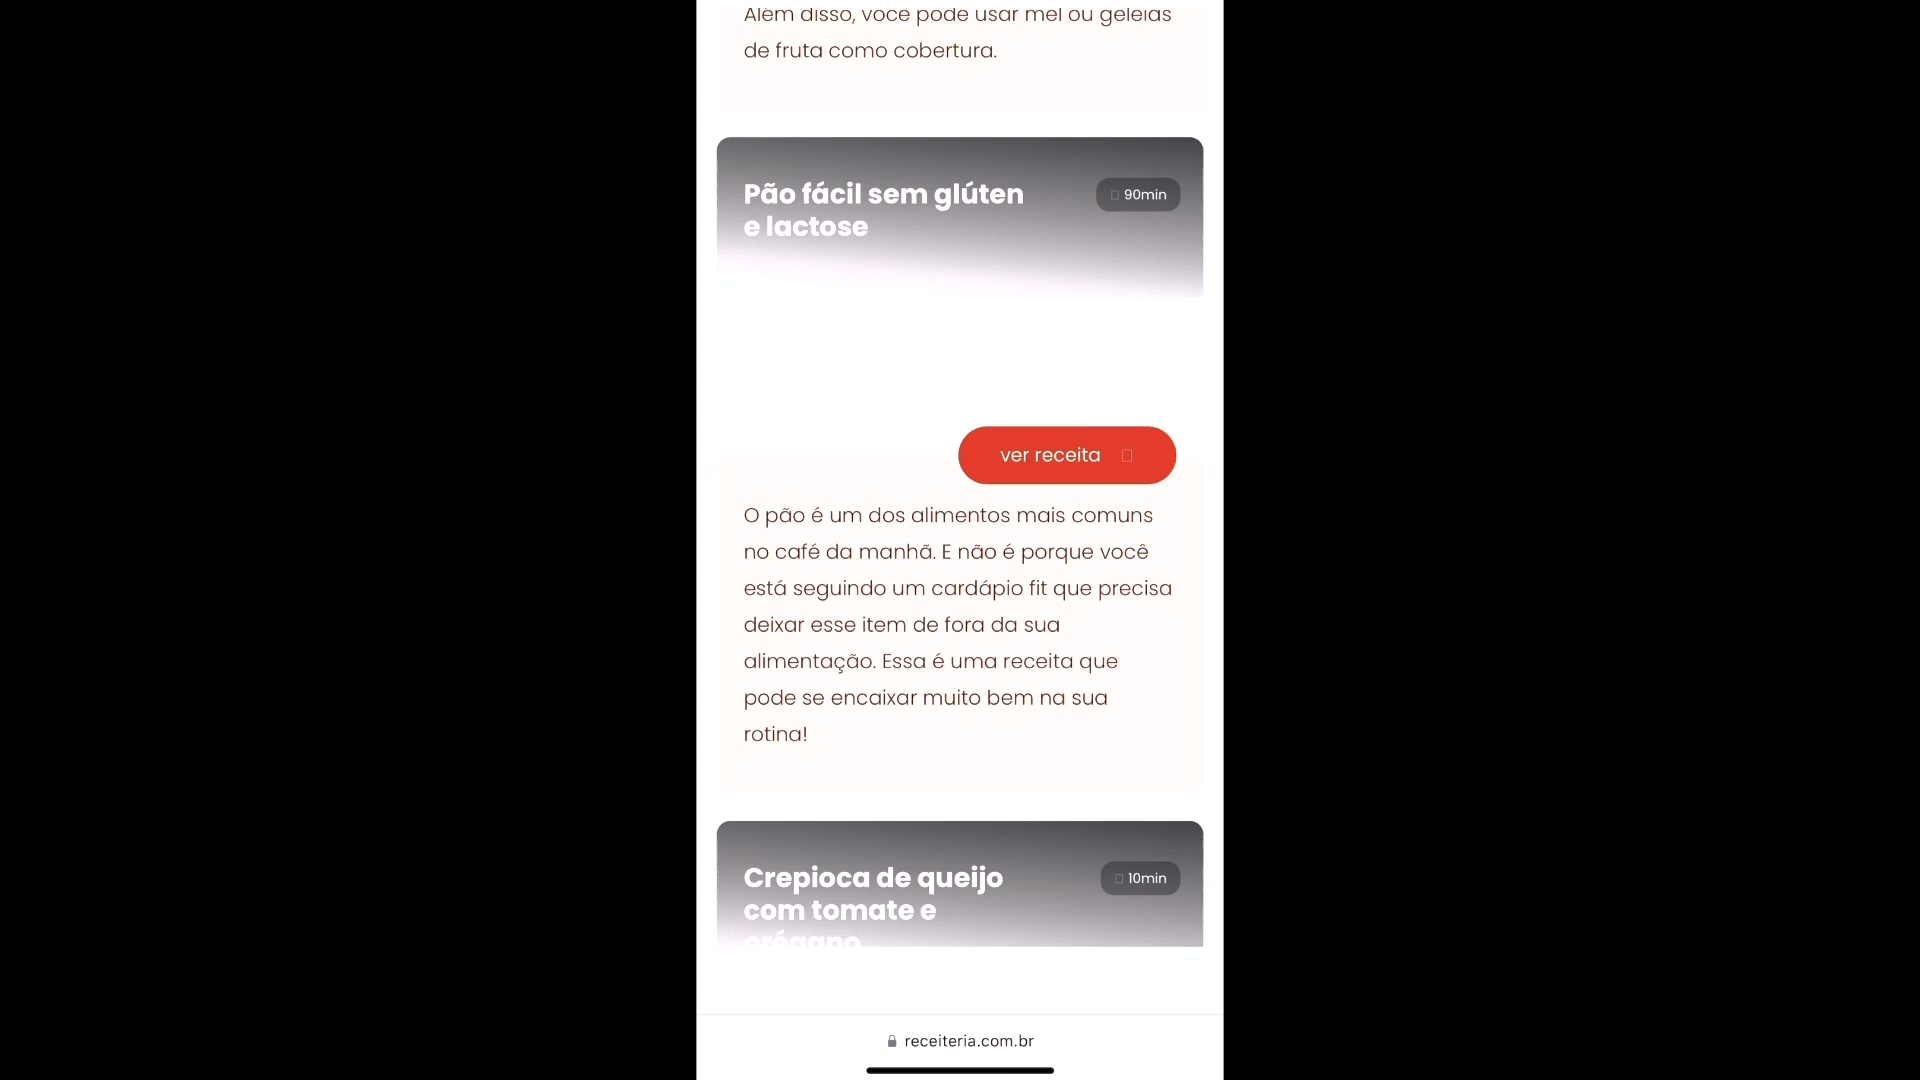 Além disso, você pode usar mel ou geleias
de fruta como cobertura.
Pão fácil sem glúten
e lactose
90min
ver receita
O pão é um dos alimentos mais comuns
no café da manhã. E não é porque você
está seguindo um cardápio fit que precisa
deixar esse item de fora da sua
alimentação. Essa é uma receita que
pode se encaixar muito bem na sua
rotina!
Crepioca de queijo
com tomate e
orégano
10min
receiteria.com.br